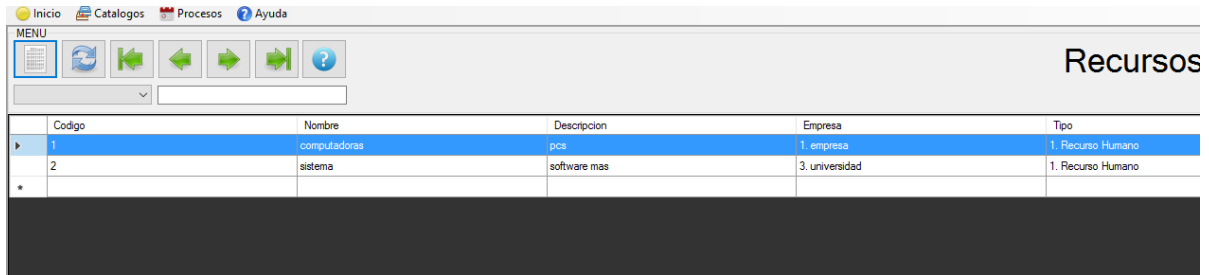 Inicio Catalogos Procesos Ayuda
MENU
Recursos
Codigo Nombre Descripcion Empresa Tipo
1 computadoras pcs 1. empresa 1. Recurso Humano
2 sistema software mas 3. universidad 1. Recurso Humano